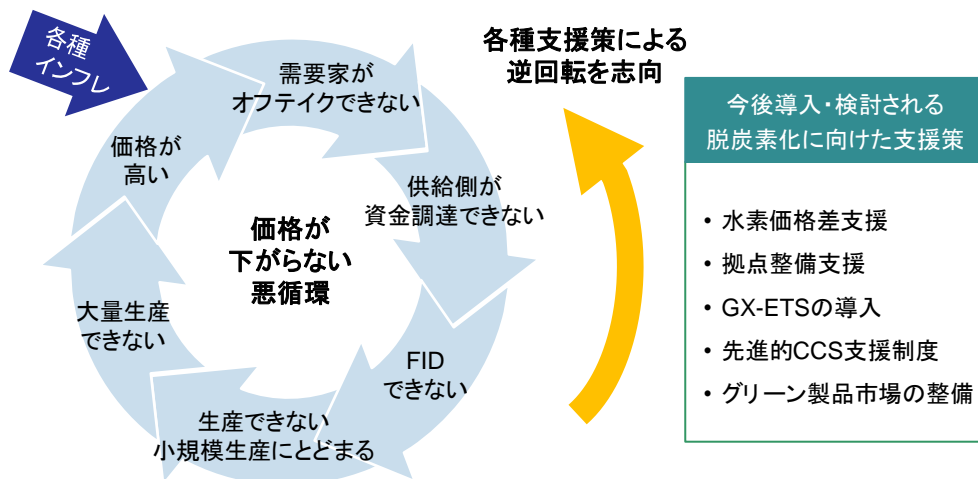 各種
インフレ
需要家が
オフテイクできない
供給側が
資金調達できない
FID
できない
生産できない
小規模生産にとどまる
大量生産
できない
価格が
高い
価格が
下がらない
悪循環
各種支援策による
逆回転を志向
今後導入・検討される
脱炭素化に向けた支援策
• 水素価格差支援
• 拠点整備支援
• GX-ETSの導入
• 先進的CCS支援制度
• グリーン製品市場の整備